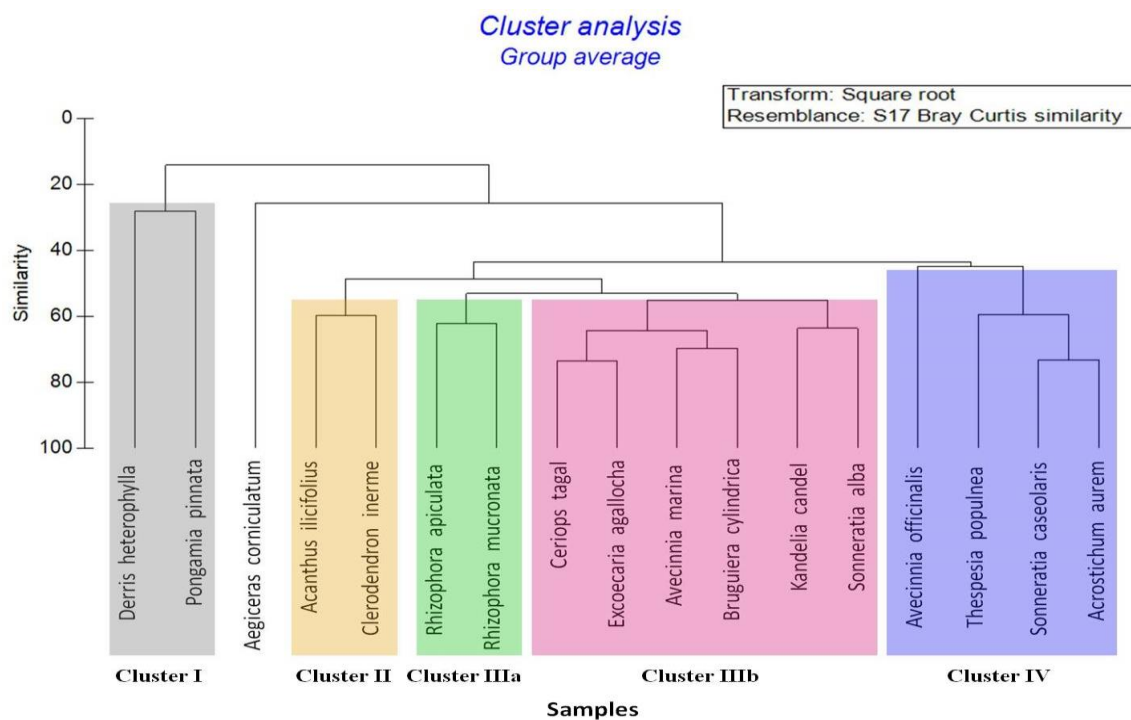 Cluster analysis
Group average
Transform: Square root
Resemblance: S17 Bray Curtis similarity
0
20
40
60
80
100
Similarity
Derris heterophylla
Pongamia pinnata
Aegiceras corniculatum
Acanthus ilicifolius
Clerodendron inerme
Rhizophora apiculata
Rhizophora mucronata
Ceriops tagal
Excoecaria agallocha
Avecinnia marina
Bruguiera cylindrica
Kandelia candel
Sonneratia alba
Avecinnia officinalis
Thespesia populnea
Sonneratia caseolaris
Acrostichum aurem
Cluster I
Cluster II
Cluster IIIa
Cluster IIIb
Cluster IV
Samples